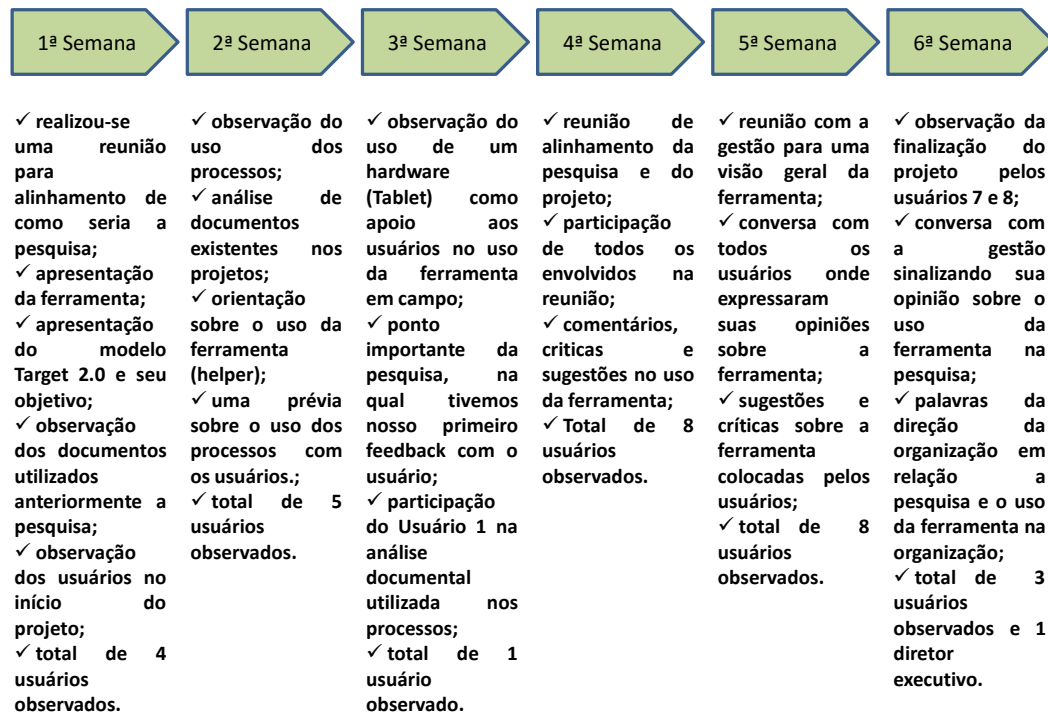 1ª Semana
2ª Semana
3ª Semana
4ª Semana
5ª Semana
6ª Semana
✓ realizou-se
uma reunião
para
alinhamento de
como seria a
pesquisa;
✓ apresentação
da ferramenta;
✓ apresentação
do modelo
Target 2.0 e seu
objetivo;
✓ observação
dos documentos
utilizados
anteriormente a
pesquisa;
✓ observação
dos usuários no
início do
projeto;
✓ total de 4
usuários
observados.
✓ observação do
uso dos
processos;
✓ análise de
documentos
existentes nos
projetos;
✓ orientação
sobre o uso da
ferramenta
(helper);
✓ uma prévia
sobre o uso dos
processos com
os usuários.;
✓ total de 5
usuários
observados.
✓ observação do
uso de um
hardware
(Tablet) como
apoio aos
usuários no uso
da ferramenta
em campo;
✓ ponto
importante da
pesquisa, na
qual tivemos
nosso primeiro
feedback com o
usuário;
✓ participação
do Usuário 1 na
análise
documental
utilizada nos
processos;
✓ total de 1
usuário
observado.
✓ reunião de
alinhamento da
pesquisa e do
projeto;
✓ participação
de todos os
envolvidos na
reunião;
✓ comentários,
criticas e
sugestões no uso
da ferramenta;
✓ Total de 8
usuários
observados.
✓ reunião com a
gestão para uma
visão geral da
ferramenta;
✓ conversa com
todos os
usuários onde
expressaram
suas opiniões
sobre a
ferramenta;
✓ sugestões e
críticas sobre a
ferramenta
colocadas pelos
usuários;
✓ total de 8
usuários
observados.
✓ observação da
finalização do
projeto pelos
usuários 7 e 8;
✓ conversa com
a gestão
sinalizando sua
opinião sobre o
uso da
ferramenta na
pesquisa;
✓ palavras da
direção da
organização em
relação a
pesquisa e o uso
da ferramenta na
organização;
✓ total de 3
usuários
observados e 1
diretor
executivo.